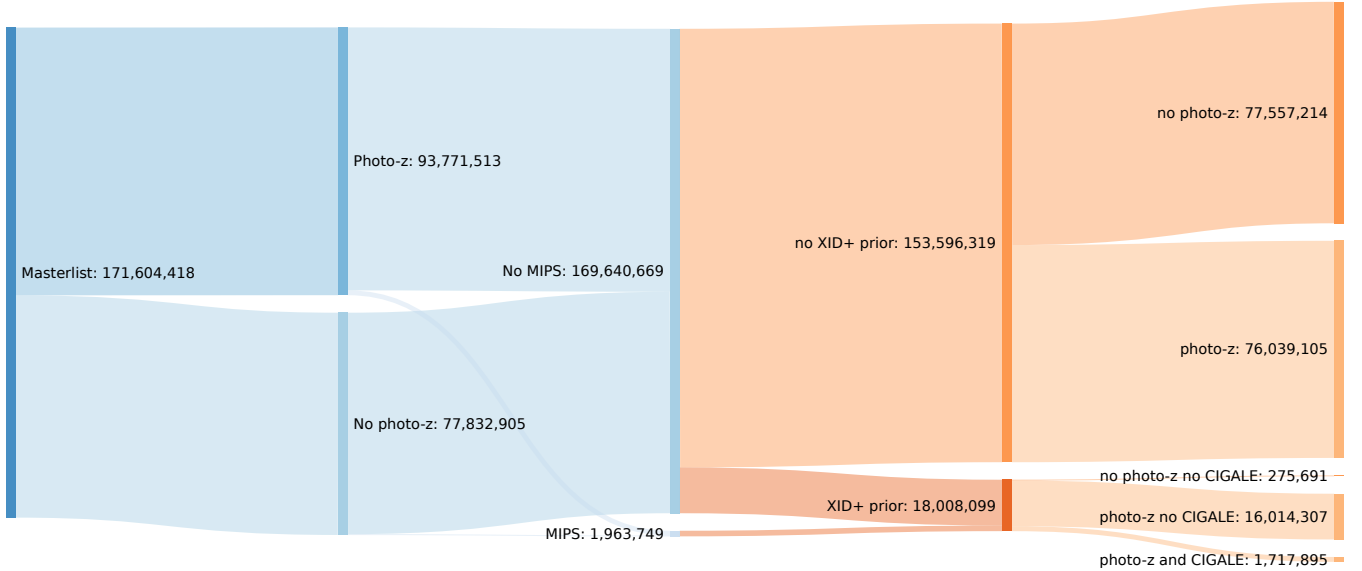 no photo-z: 77,557,214
Photo-z: 93,771,513
no XID+ prior: 153,596,319
No MIPS: 169,640,669
Masterlist: 171,604,418
photo-z: 76,039,105
No photo-z: 77,832,905
no photo-z no CIGALE: 275,691
XID+ prior: 18,008,099
photo-z no CIGALE: 16,014,307
MIPS: 1,963,749
photo-z and CIGALE: 1,717,895